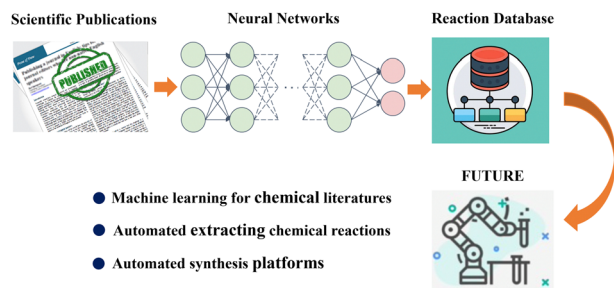 Scientific Publications
Neural Networks
Reaction Database
PUBLISHED
FUTURE
Machine learning for chemical literatures
Automated extracting chemical reactions
Automated synthesis platforms